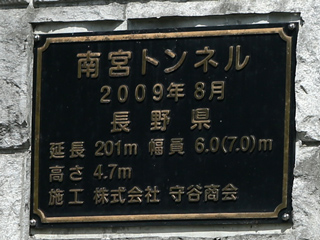 南宮トンネル
2009年8月
長野県
延長 201m 幅員 6.0(7.0)m
高さ 4.7m
施工 株式会社 守谷商会